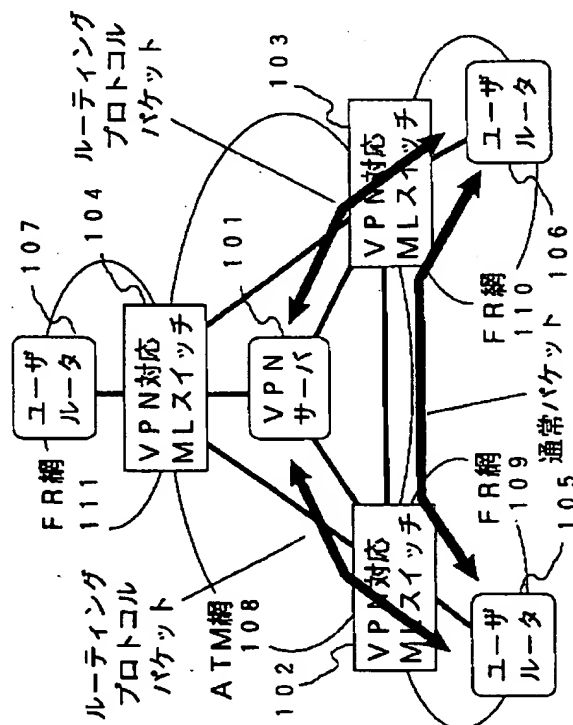 ルーティング
プロトコル
パケット
ATM網
108
102
VPN対応
MLスイッチ
ユーザ
ルータ
FR網
109
105
FR網
111
ユーザ
ルータ
107
104
VPN対応
MLスイッチ
101
VPN
サーバ
通常パケット
ルーティング
プロトコル
パケット
103
VPN対応
MLスイッチ
FR網
110
106
ユーザ
ルータ